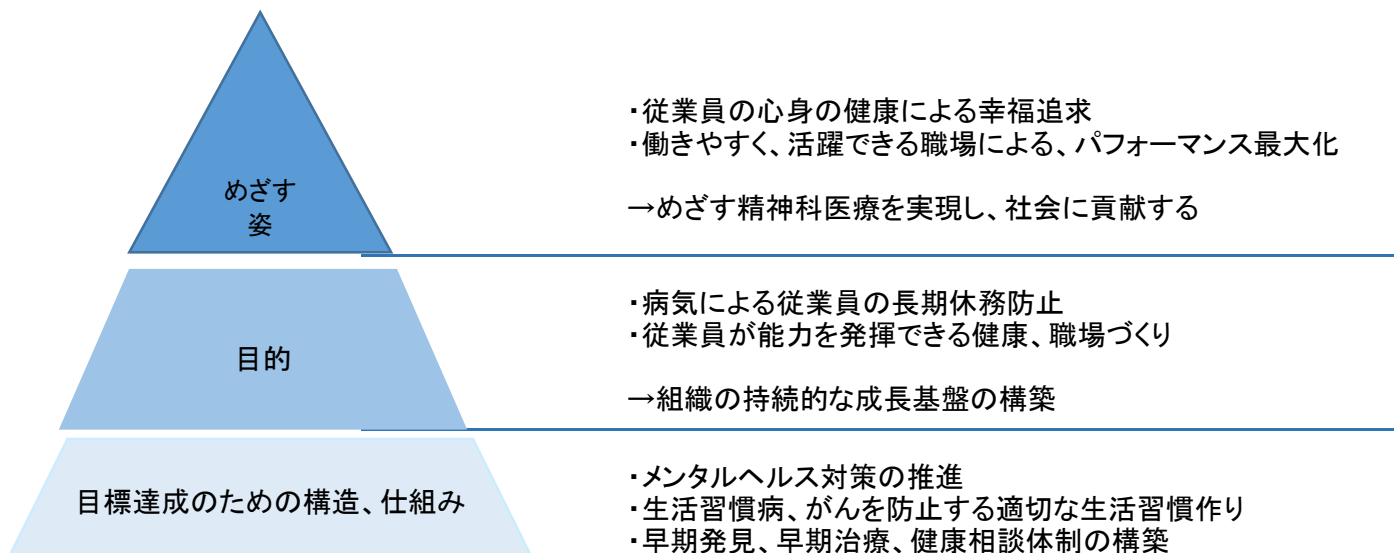 めざす
姿
・従業員の心身の健康による幸福追求
・働きやすく、活躍できる職場による、パフォーマンス最大化
→めざす精神科医療を実現し、社会に貢献する
目的
・病気による従業員の長期休務防止
・従業員が能力を発揮できる健康、職場づくり
→組織の持続的な成長基盤の構築
目標達成のための構造、仕組み
・メンタルヘルス対策の推進
・生活習慣病、がんを防止する適切な生活習慣作り
・早期発見、早期治療、健康相談体制の構築